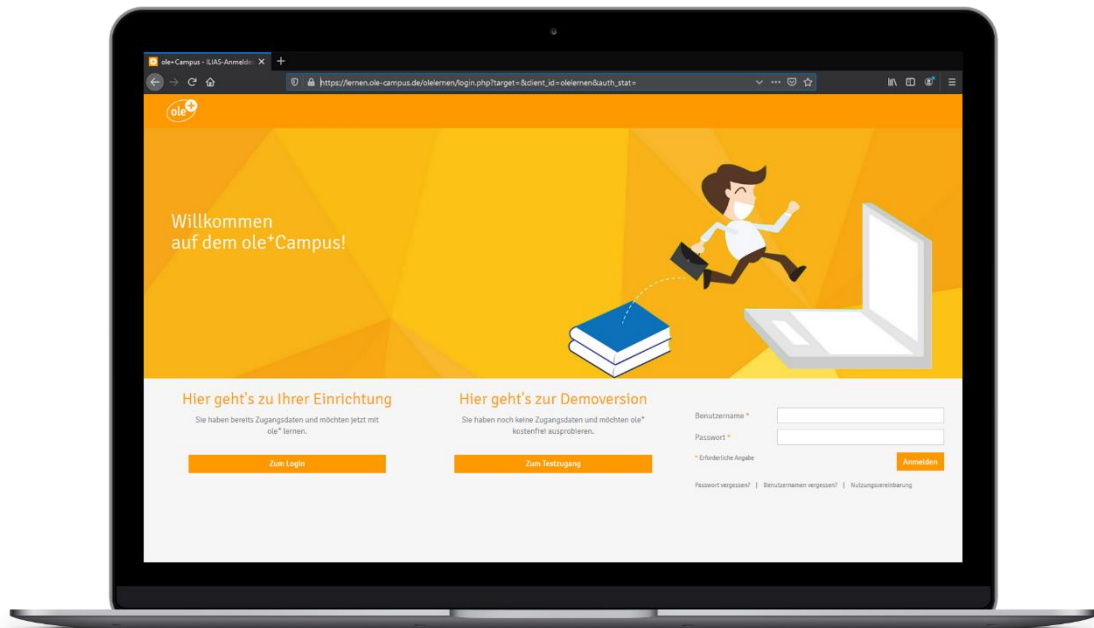 ole+Campus - ILIAS-Anmelde
https://lernen.ole-campus.de/olelernen/login.php?target=&client_id=olelernen&auth_stat=
ole+
Willkommen
auf dem ole+Campus!
Hier geht's zu Ihrer Einrichtung
Sie haben bereits Zugangsdaten und möchten jetzt mit
ole+ lernen.
Zum Login
Hier geht's zur Demoversion
Sie haben noch keine Zugangsdaten und möchten ole+
kostenfrei ausprobieren.
Zum Testzugang
Benutzername *
Passwort *
* Erforderliche Angabe
Anmelden
Passwort vergessen? | Benutzernamen vergessen? | Nutzungsvereinbarung